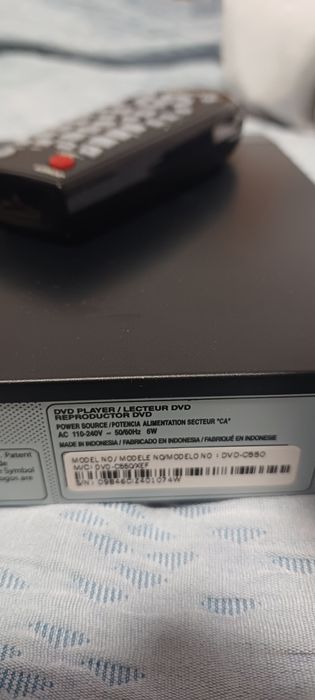 DVD PLAYER / LECTEUR DVD
REPRODUCTOR DVD
POWER SOURCE/POTENCIA ALIMENTATION SECTEUR "CA"
AC 110-240V ~ 50/60Hz 6W
MADE IN INDONESIA / FABRICADO EN INDONESIA / FABRIQUÉ EN INDONESIE
. Patent
Symbol
MODEL NO./ MODELE NO/MODELO NO : DVD-C550
M/C: DVD-C550/XEF
S/N: